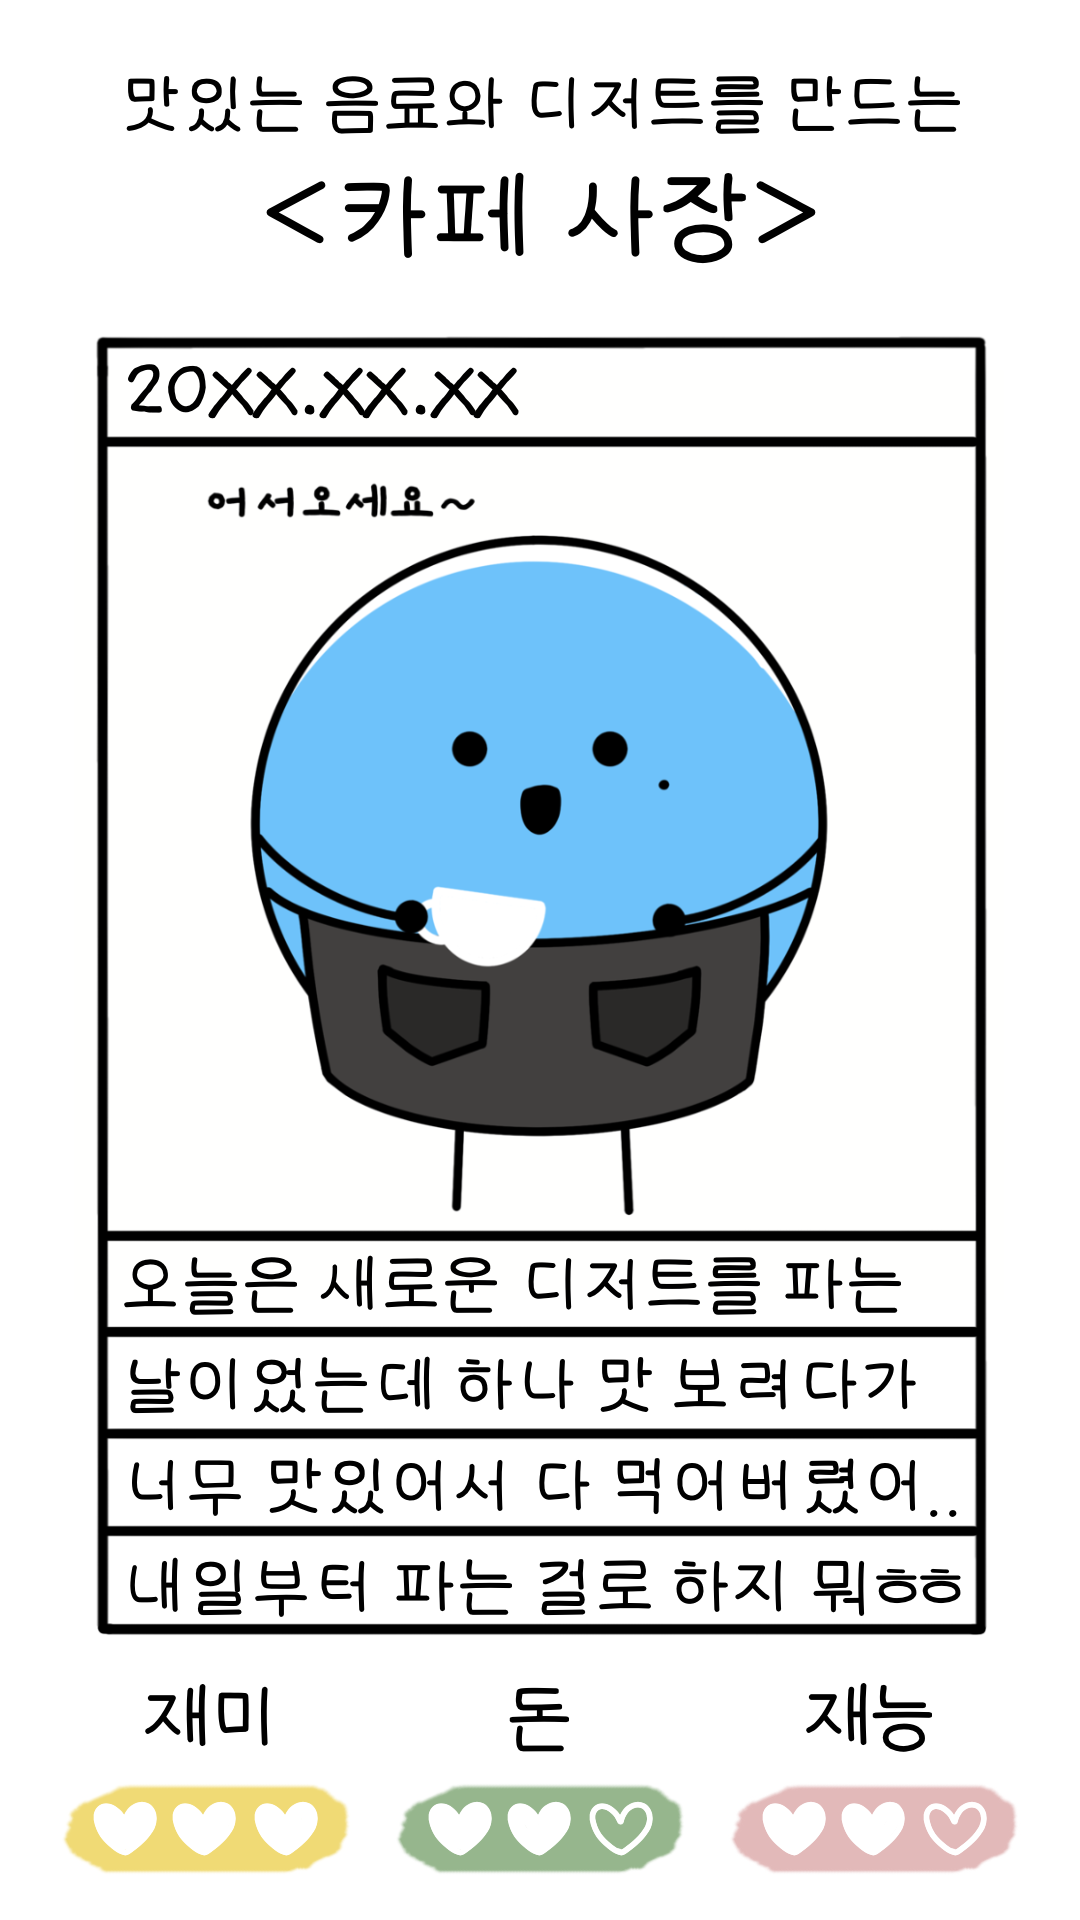 맛있는 음료와 디저트를 만드는
<카페 사장>
20XX.XX.XX
어서오세요~
오늘은 새로운 디저트를 파는
날이었는데 하나 맛 보려다가
너무 맛있어서 다 먹어버렸어..
내일부터 파는 걸로 하지 뭐ㅎㅎ
재미 돈 재능